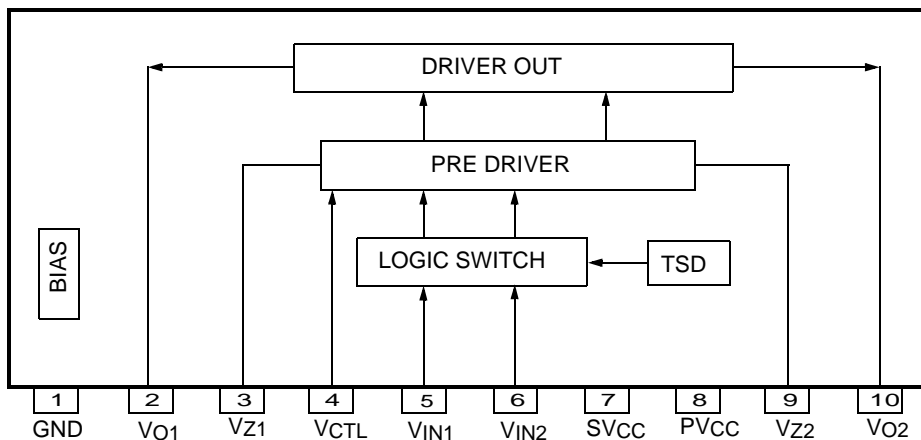 DRIVER OUT
PRE DRIVER
LOGIC SWITCH
TSD
BIAS
1 2 3 4 5 6 7 8 9 10
GND VO1 VZ1 VCTL VIN1 VIN2 SVCC PVCC VZ2 VO2